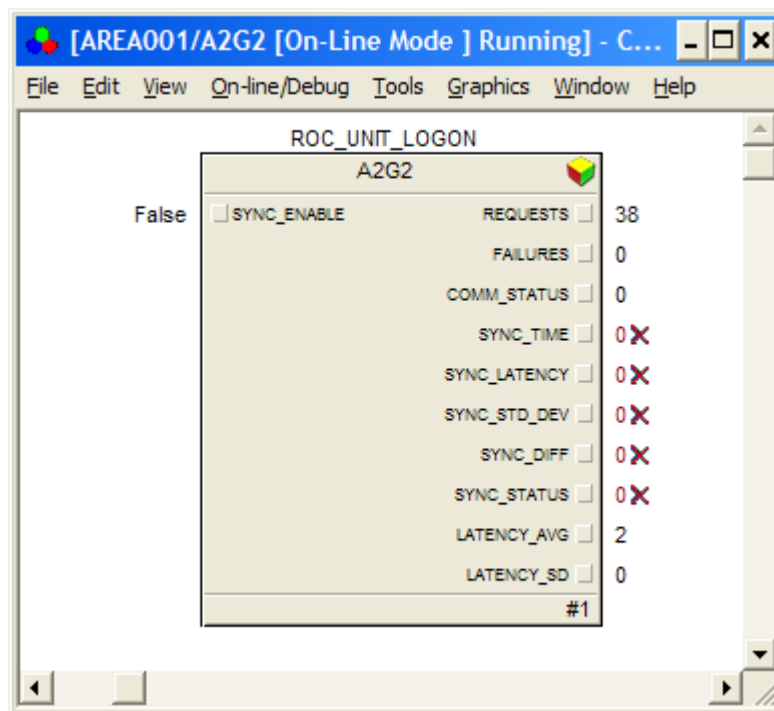 [AREA001/A2G2 [On-Line Mode ] Running] - C...
File Edit View On-line/Debug Tools Graphics Window Help
ROC_UNIT_LOGON
A2G2
False SYNC_ENABLE REQUESTS 38
FAILURES 0
COMM_STATUS 0
SYNC_TIME 0
SYNC_LATENCY 0
SYNC_STD_DEV 0
SYNC_DIFF 0
SYNC_STATUS 0
LATENCY_AVG 2
LATENCY_SD 0
#1